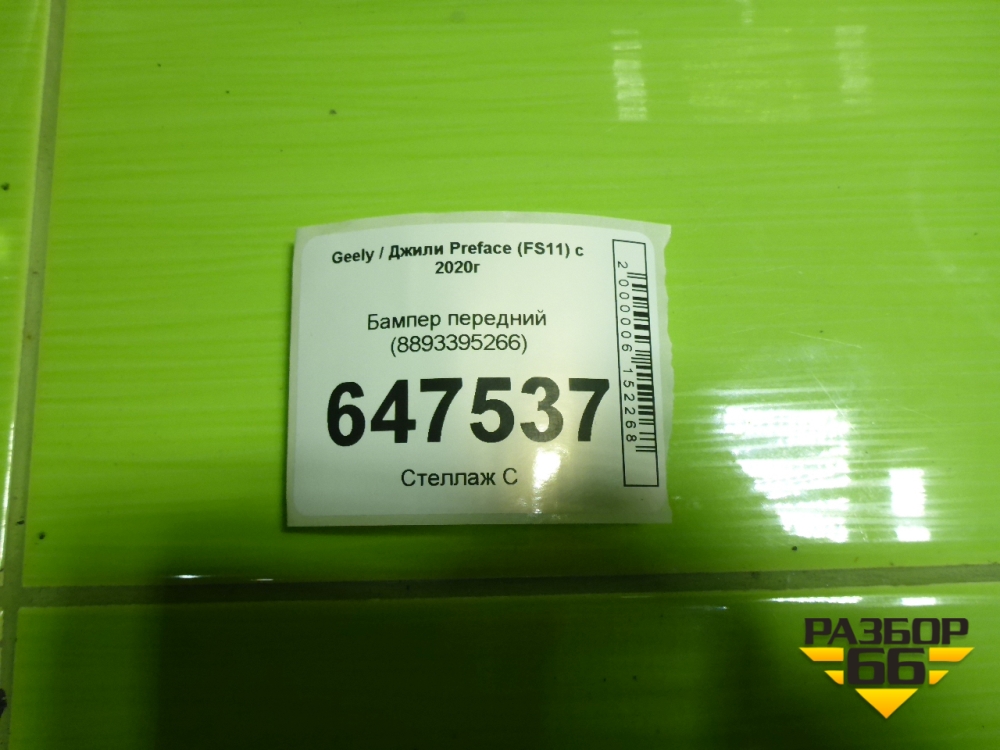 Geely / Джили Preface (FS11) с
2020г
Бампер передний
(8893395266)
647537
Стеллаж С
2000006152268
РАЗБОР
66